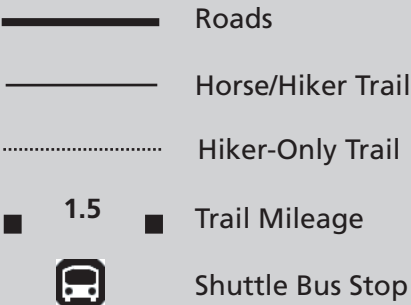 Roads
Horse/Hiker Trail
Hiker-Only Trail
1.5 Trail Mileage
Shuttle Bus Stop